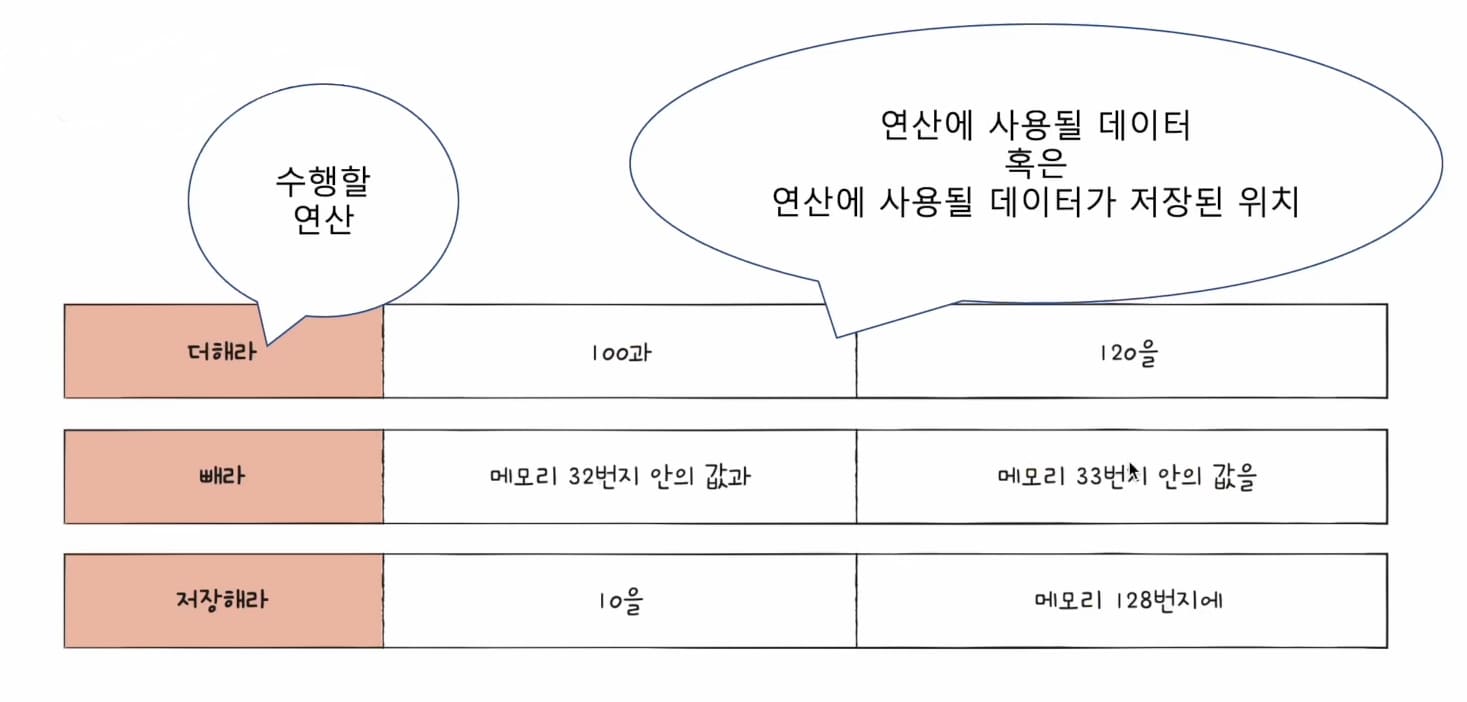 수행할
연산
연산에 사용될 데이터
혹은
연산에 사용될 데이터가 저장된 위치
더해라 100과 120을
빼라 메모리 32번지 안의 값과 메모리 33번지 안의 값을
저장해라 10을 메모리 128번지에